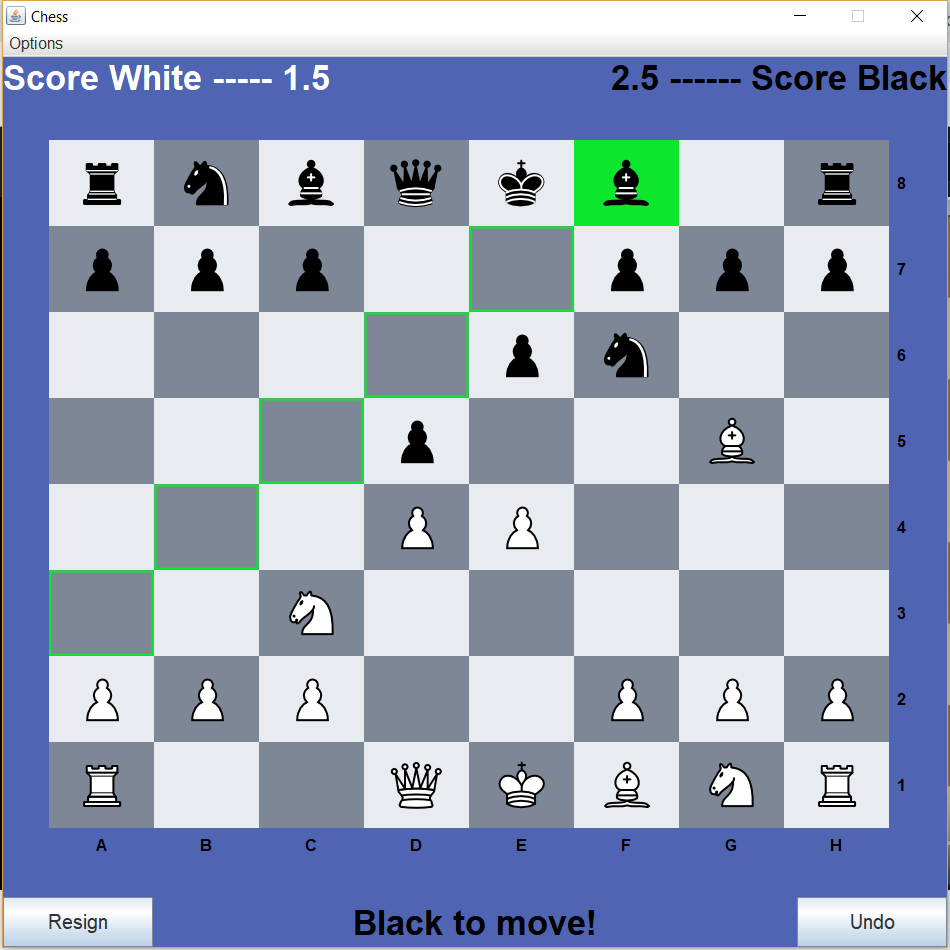 Chess
Options
Score White ----- 1.5
2.5 ------ Score Black
8
7
6
5
4
3
2
1
A B C D E F G H
Resign
Black to move!
Undo